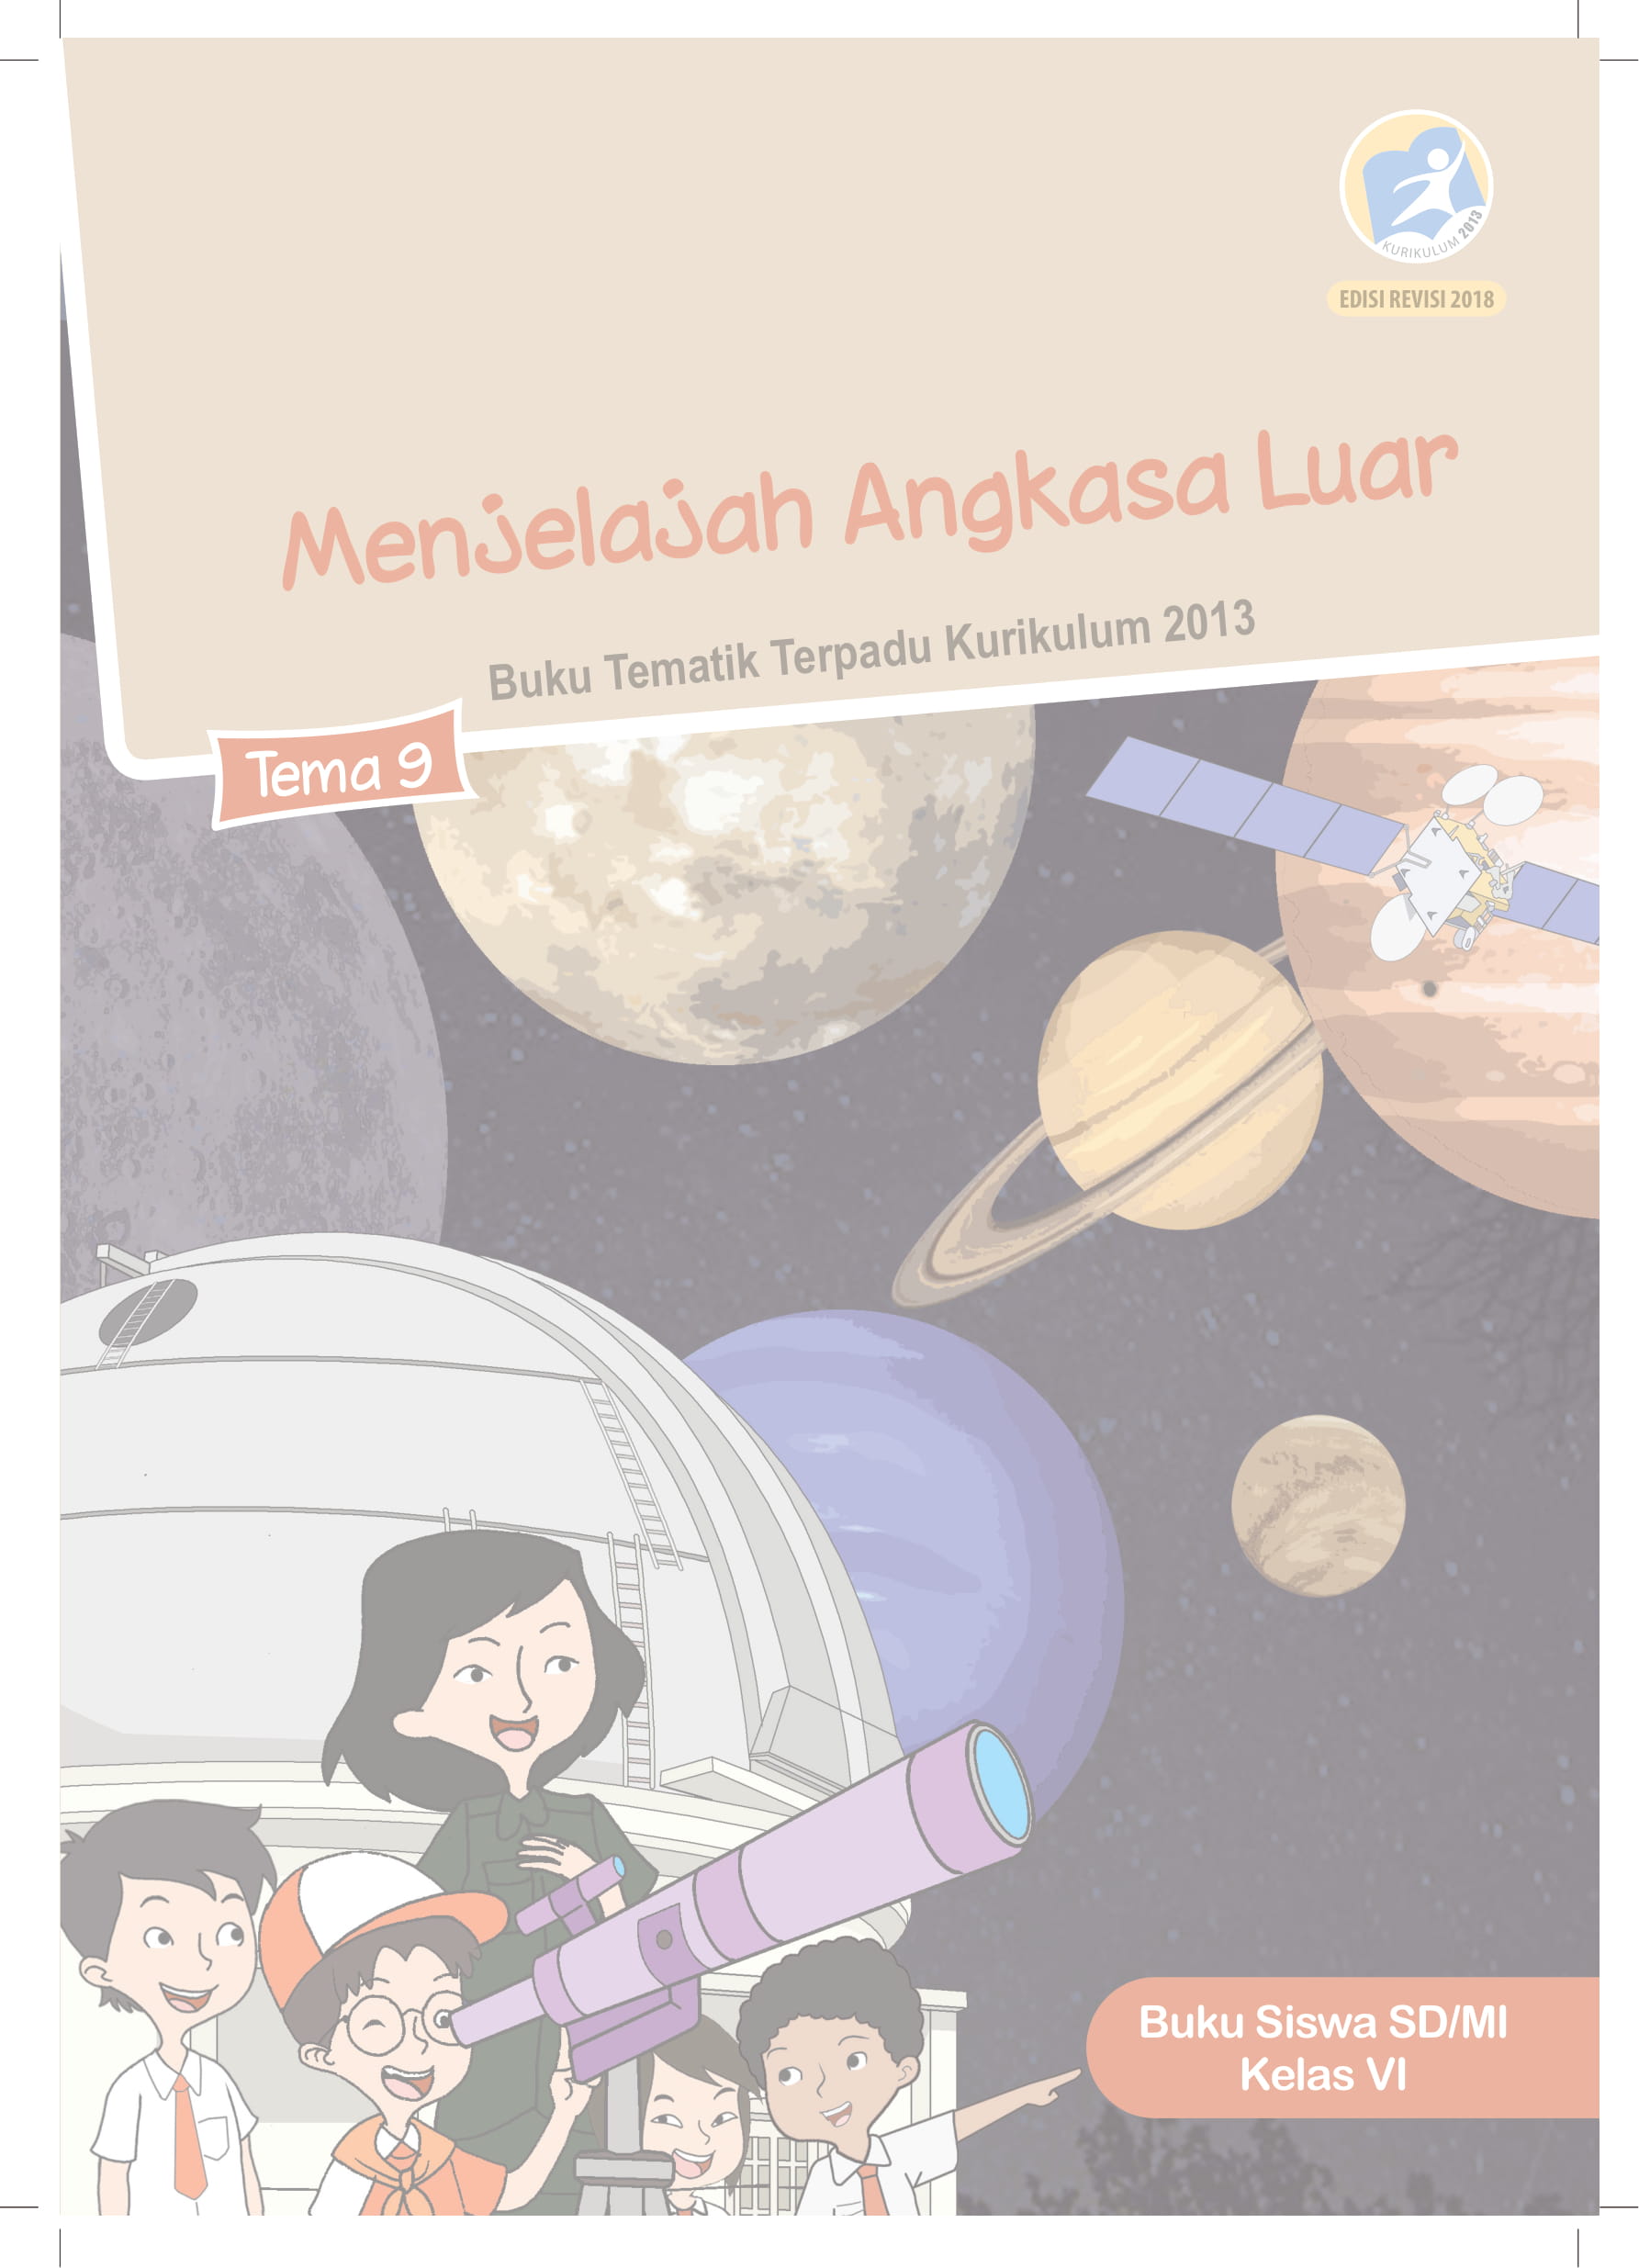 KURIKULUM 2013
EDISI REVISI 2018
Menjelajah Angkasa Luar
Buku Tematik Terpadu Kurikulum 2013
Tema 9
Buku Siswa SD/MI
Kelas VI